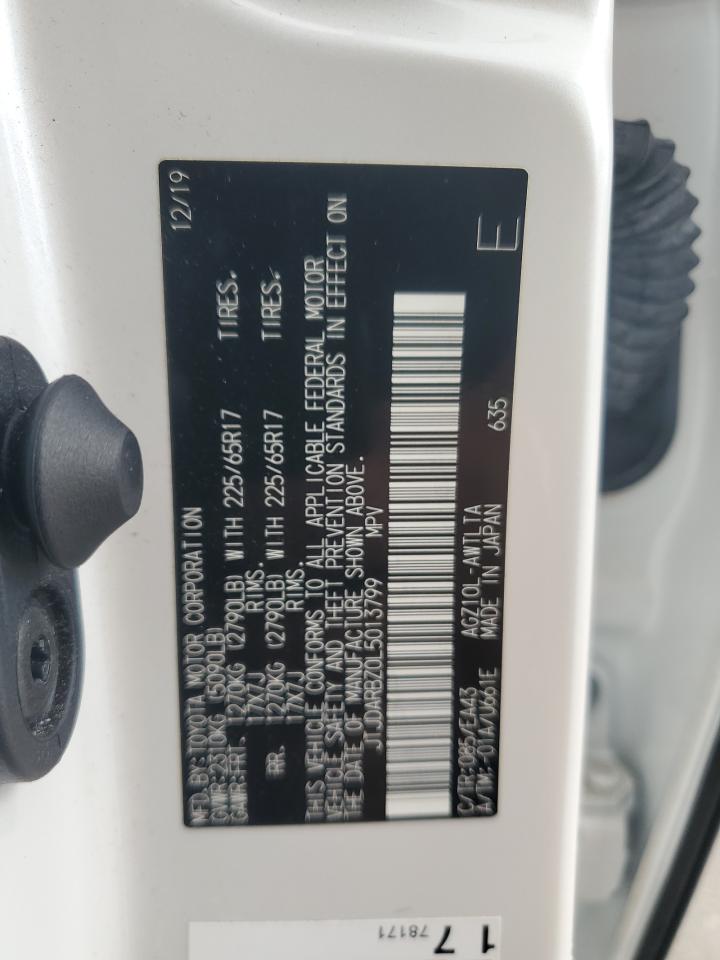 MFD. BY: TOYOTA MOTOR CORPORATION 12/19
GVWR: 2310KG (5090LB)
GAWR: FRT. 1270KG (2790LB) WITH 225/65R17 TIRES.
17X7J RIMS.
RR. 1270KG (2790LB) WITH 225/65R17 TIRES.
17X7J RIMS.
THIS VEHICLE CONFORMS TO ALL APPLICABLE FEDERAL MOTOR
VEHICLE SAFETY AND THEFT PREVENTION STANDARDS IN EFFECT ON
THE DATE OF MANUFACTURE SHOWN ABOVE.
JTJDARBZ0L5013799 MPV
C/TR: 085/EA43 AGZ10L-AWTLTA 635 E
A/TM: -01A/U661E MADE IN JAPAN
17
78171